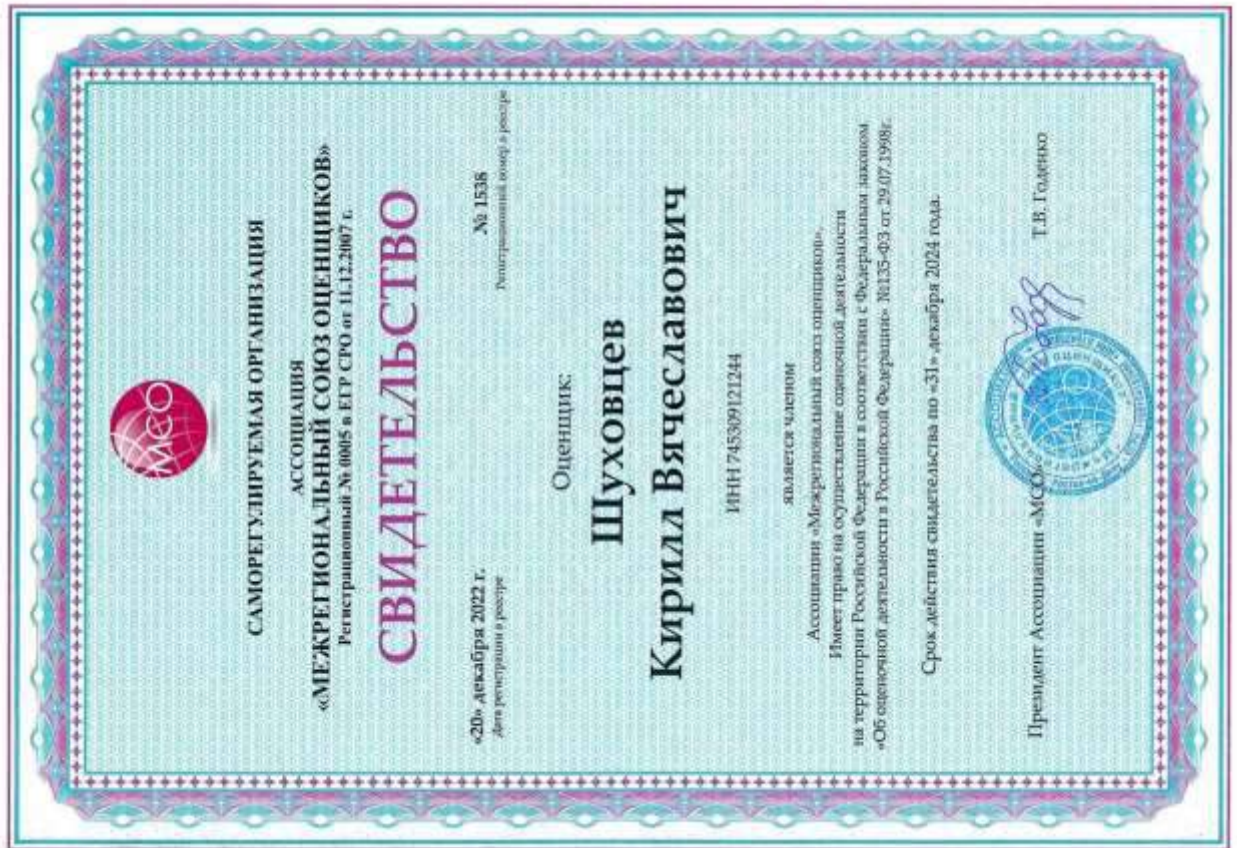 МСО
САМОРЕГУЛИРУЕМАЯ ОРГАНИЗАЦИЯ
АССОЦИАЦИЯ
«МЕЖРЕГИОНАЛЬНЫЙ СОЮЗ ОЦЕНЩИКОВ»
Регистрационный № 0005 в ЕГР СРО от 11.12.2007 г.
СВИДЕТЕЛЬСТВО
«20» декабря 2022 г. № 1538
Дата регистрации в реестре Регистрационный номер в реестре
Оценщик:
Шуховцев
Кирилл Вячеславович
ИНН 745309121244
является членом
Ассоциации «Межрегиональный союз оценщиков».
Имеет право на осуществление оценочной деятельности
на территории Российской Федерации в соответствии с Федеральным законом
«Об оценочной деятельности в Российской Федерации» №135-ФЗ от 29.07.1998г.
Срок действия свидетельства по «31» декабря 2024 года.
Президент Ассоциации «МСО» Т.В. Годенко